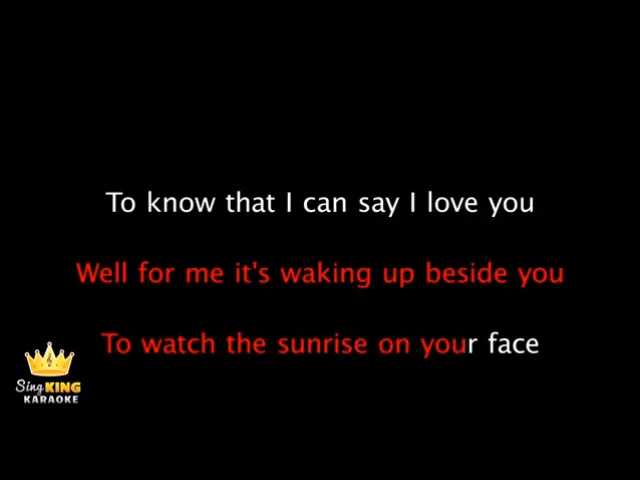 To know that I can say I love you
Well for me it's waking up beside you
To watch the sunrise on your face
Sing KING
KARAOKE